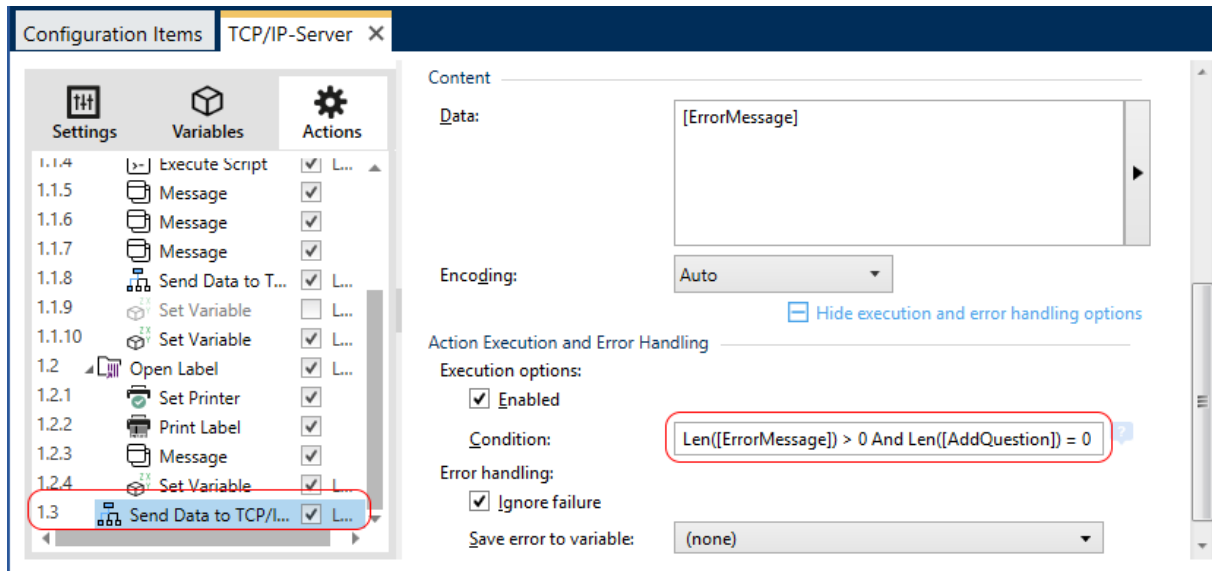 Configuration Items
TCP/IP-Server
Settings
Variables
Actions
1.1.4 Execute Script L...
1.1.5 Message
1.1.6 Message
1.1.7 Message
1.1.8 Send Data to T... L...
1.1.9 Set Variable L...
1.1.10 Set Variable L...
1.2 Open Label L...
1.2.1 Set Printer
1.2.2 Print Label
1.2.3 Message
1.2.4 Set Variable L...
1.3 Send Data to TCP/I... L...
Content
Data: [ErrorMessage]
Encoding: Auto
Hide execution and error handling options
Action Execution and Error Handling
Execution options:
Enabled
Condition: Len([ErrorMessage]) > 0 And Len([AddQuestion]) = 0
?
Error handling:
Ignore failure
Save error to variable: (none)